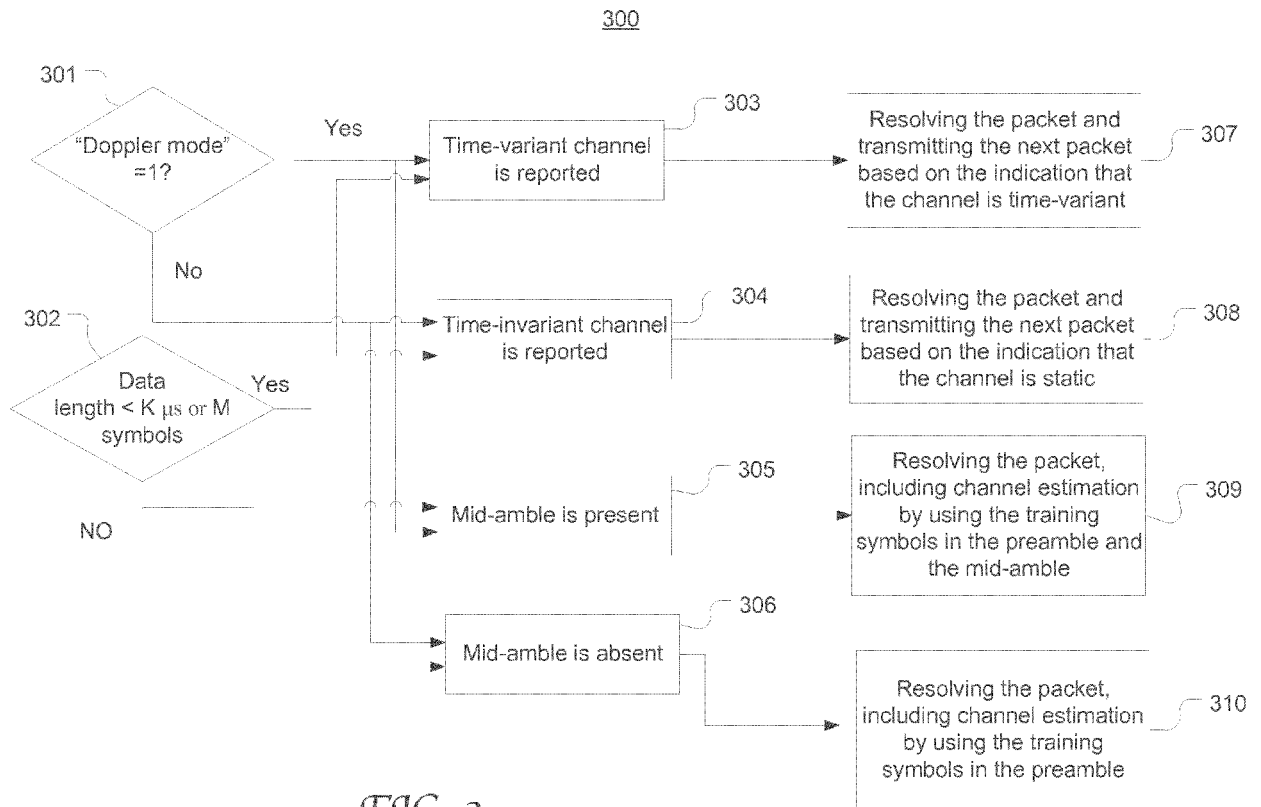 300
301
"Doppler mode"
=1?
Yes
No
302
Data
length < K μs or M
symbols
Yes
NO
303
Time-variant channel
is reported
304
Time-invariant channel
is reported
305
Mid-amble is present
306
Mid-amble is absent
Resolving the packet and
transmitting the next packet
based on the indication that
the channel is time-variant
307
Resolving the packet and
transmitting the next packet
based on the indication that
the channel is static
308
Resolving the packet,
including channel estimation
by using the training
symbols in the preamble and
the mid-amble
309
Resolving the packet,
including channel estimation
by using the training
symbols in the preamble
310